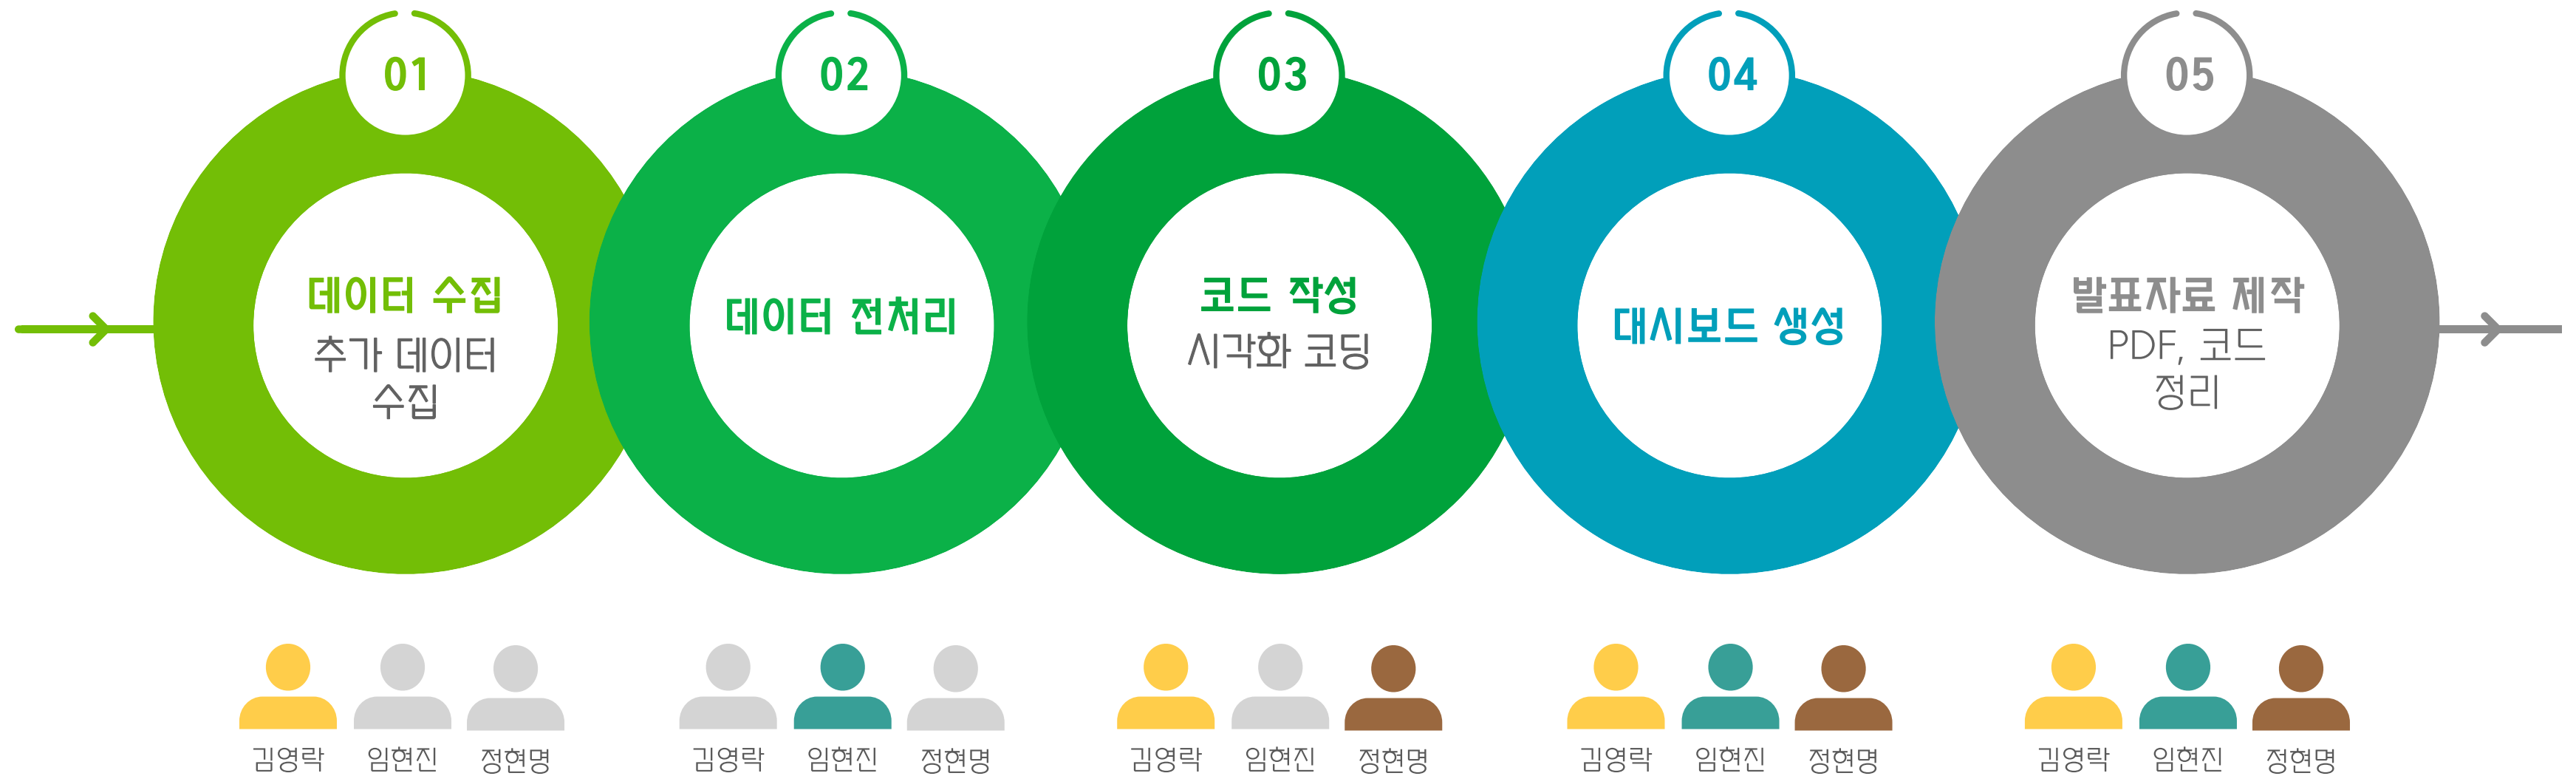 01
데이터 수집
추가 데이터
수집
02
데이터 전처리
03
코드 작성
시각화 코딩
04
대시보드 생성
05
발표자료 제작
PDF, 코드
정리
김영락 임현진 정현명
김영락 임현진 정현명
김영락 임현진 정현명
김영락 임현진 정현명
김영락 임현진 정현명